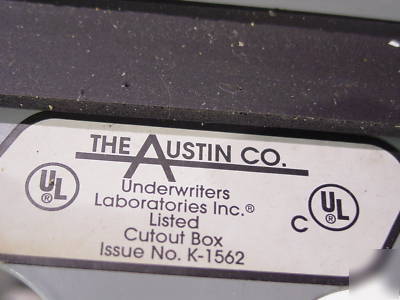 THE AUSTIN CO.
UL ®
Underwriters
Laboratories Inc.®
Listed
Cutout Box
Issue No. K-1562
C UL ®